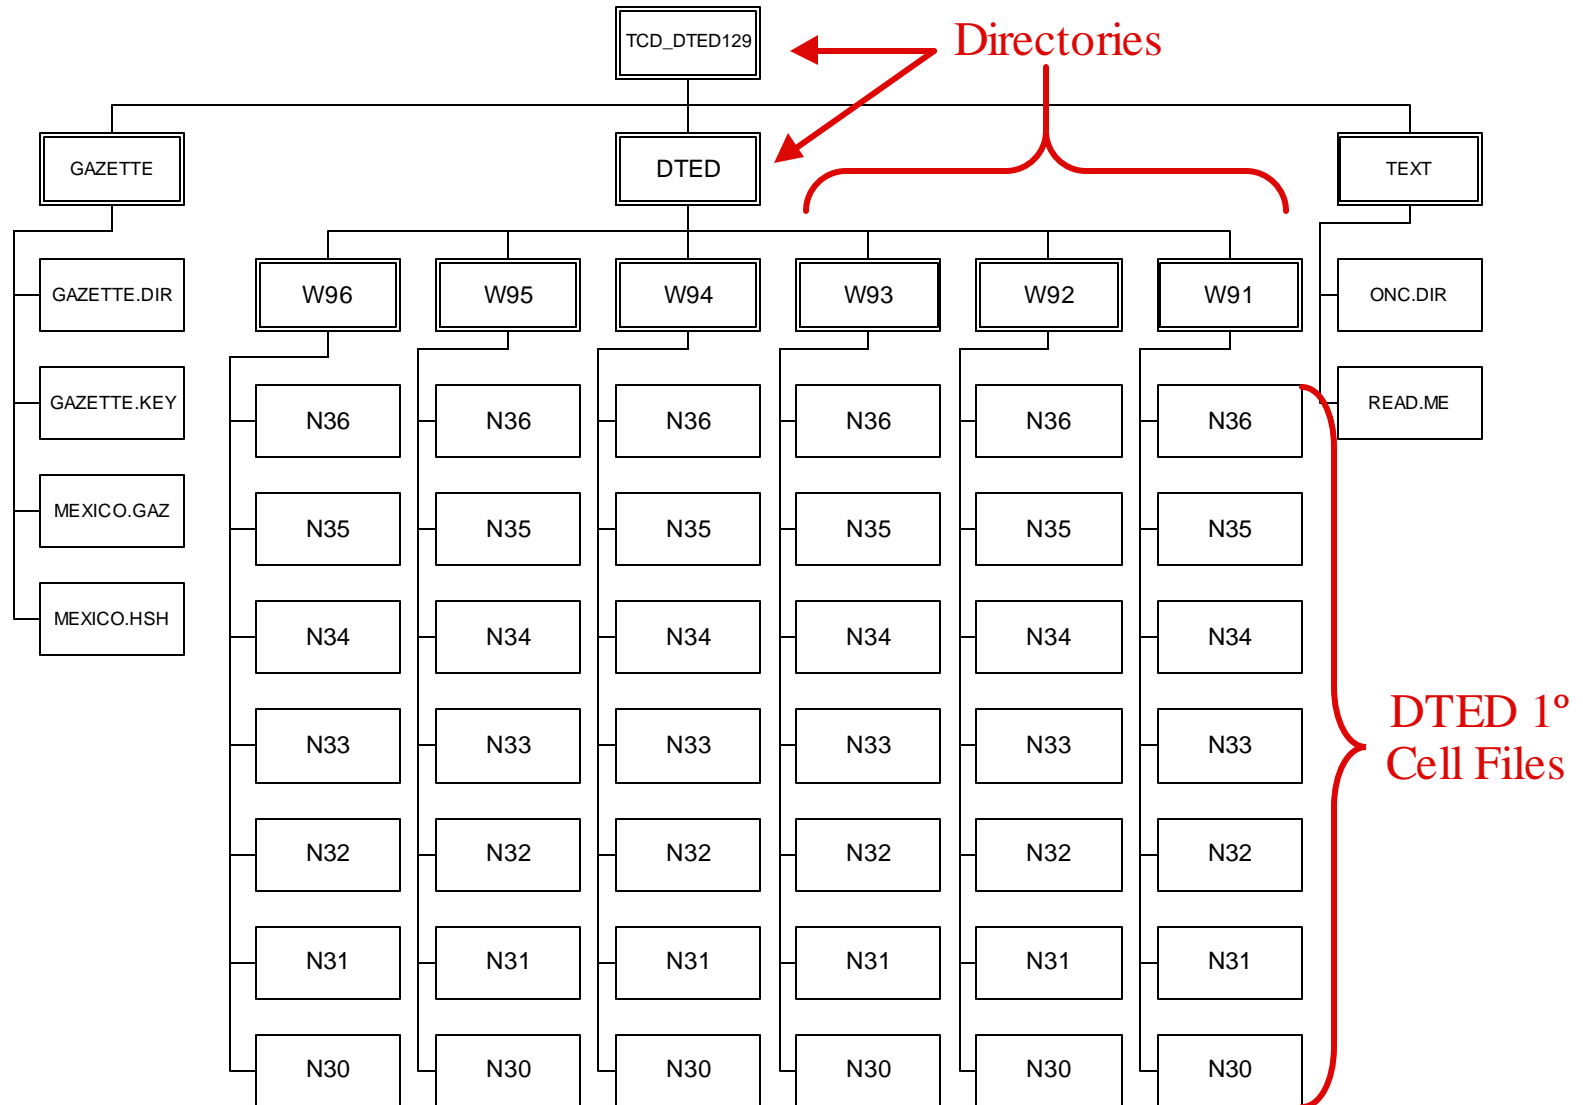 TCD_DTED129
Directories
GAZETTE
DTED
TEXT
GAZETTE.DIR
W96
W95
W94
W93
W92
W91
ONC.DIR
GAZETTE.KEY
N36
N36
N36
N36
N36
N36
READ.ME
MEXICO.GAZ
N35
N35
N35
N35
N35
N35
MEXICO.HSH
N34
N34
N34
N34
N34
N34
DTED 1º
Cell Files
N33
N33
N33
N33
N33
N33
N32
N32
N32
N32
N32
N32
N31
N31
N31
N31
N31
N31
N30
N30
N30
N30
N30
N30